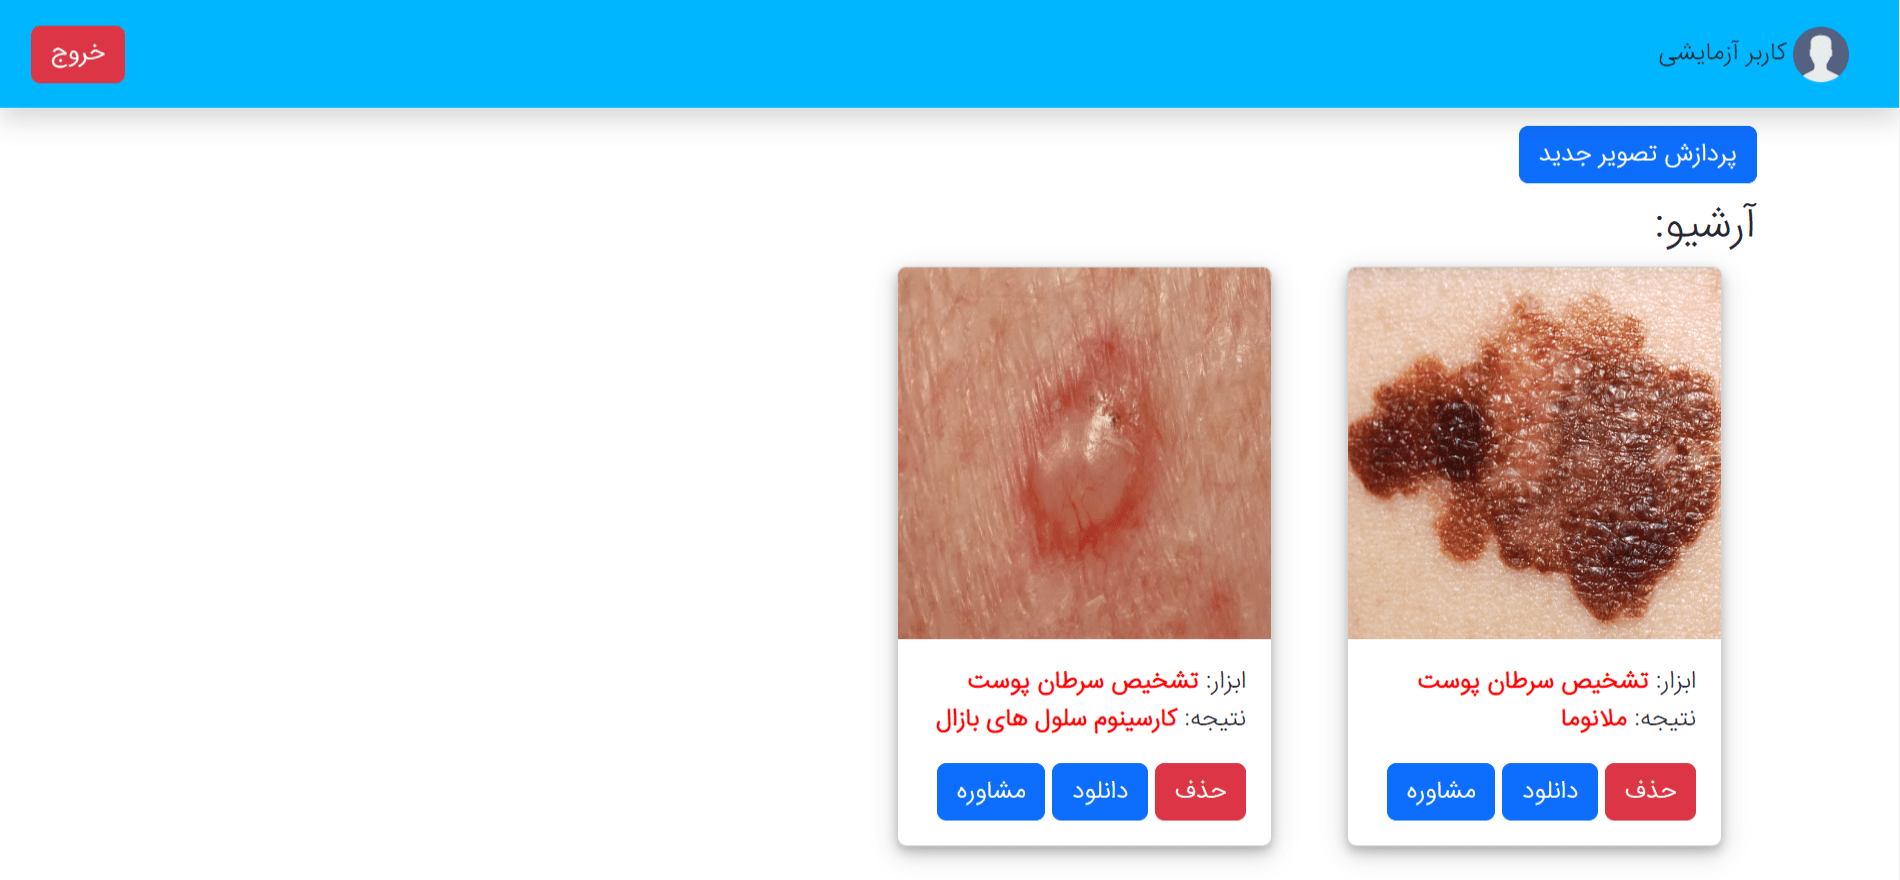 کاربر آزمایشی
خروج
پردازش تصویر جدید
آرشیو:
ابزار: تشخیص سرطان پوست
نتیجه: ملانوما
حذف
دانلود
مشاوره
ابزار: تشخیص سرطان پوست
نتیجه: کارسینوم سلول های بازال
حذف
دانلود
مشاوره